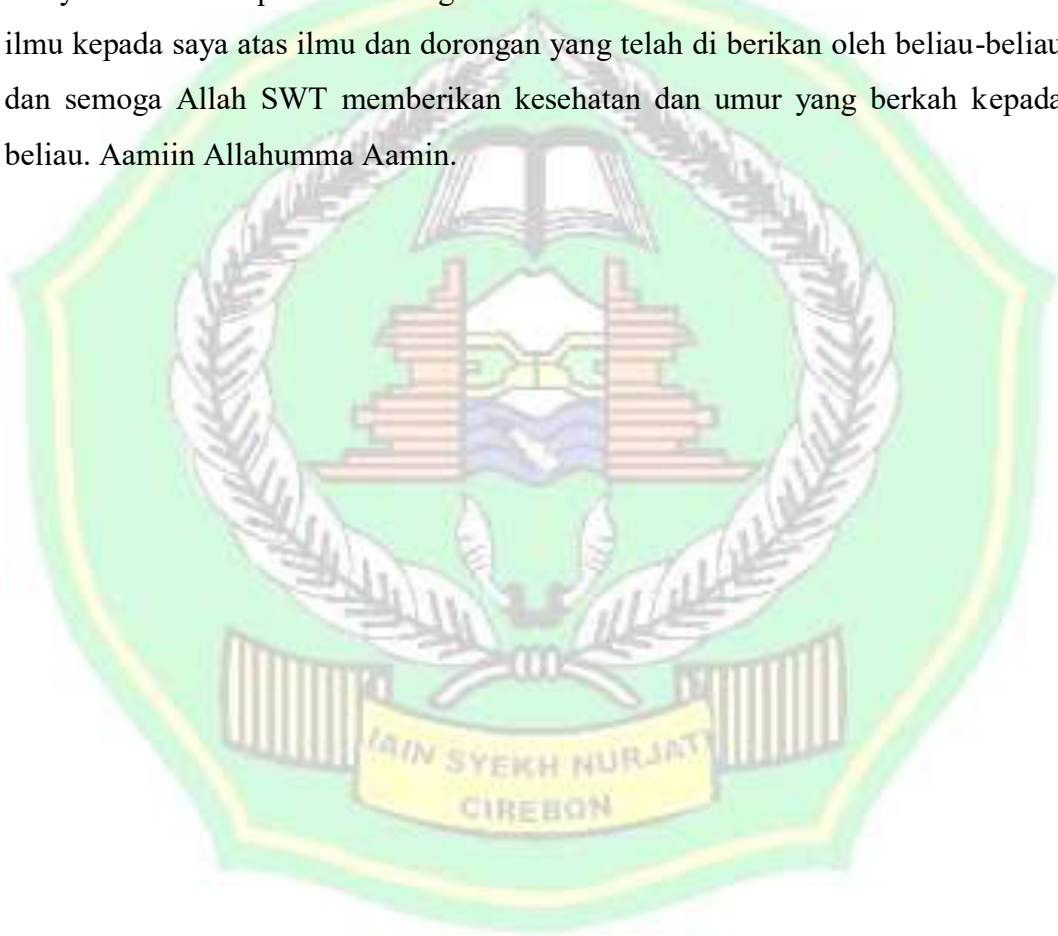 ilmu kepada saya atas ilmu dan dorongan yang telah di berikan oleh beliau-beliau
dan semoga Allah SWT memberikan kesehatan dan umur yang berkah kepada
beliau. Aamiin Allahumma Aamin.
IAIN SYEKH NURJATI
CIREBON